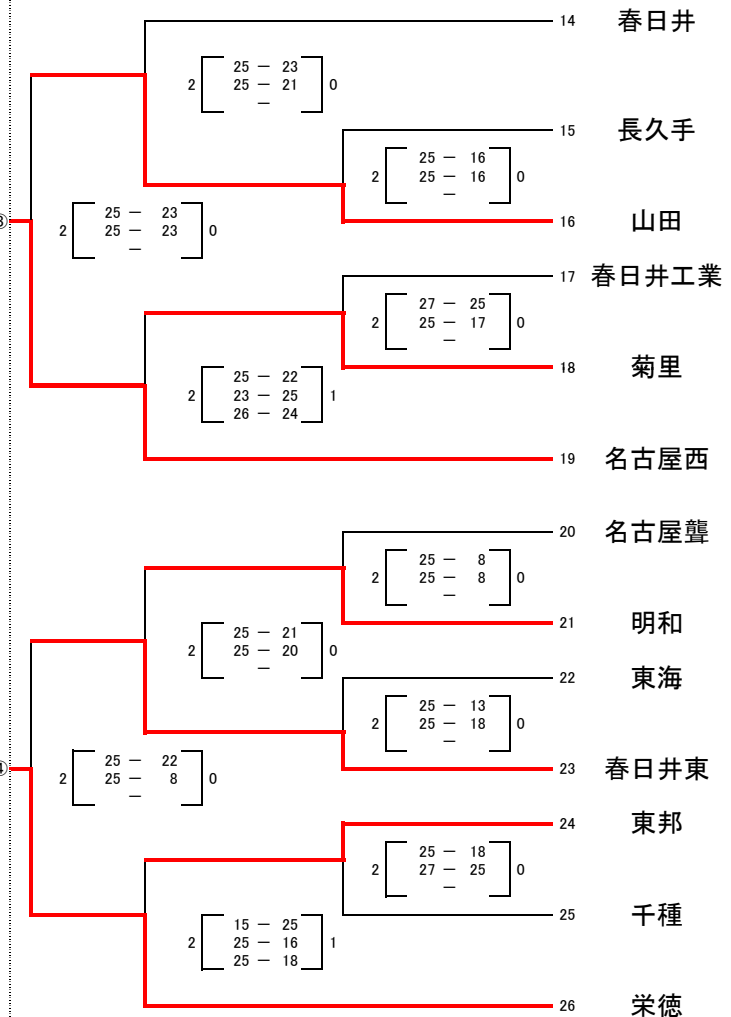 14 春日井
25 － 23
2 25 － 21 0
－
15 長久手
25 － 16
2 25 － 16 0
－
25 － 23
2 25 － 23 0
－
16 山田
17 春日井工業
27 － 25
2 25 － 17 0
－
18 菊里
25 － 22
2 23 － 25 1
26 － 24
19 名古屋西
20 名古屋聾
25 － 8
2 25 － 8 0
－
21 明和
25 － 21
2 25 － 20 0
－
22 東海
25 － 13
2 25 － 18 0
－
25 － 22
2 25 － 8 0
－
23 春日井東
24 東邦
25 － 18
2 27 － 25 0
－
25 千種
15 － 25
2 25 － 16 1
25 － 18
26 栄徳